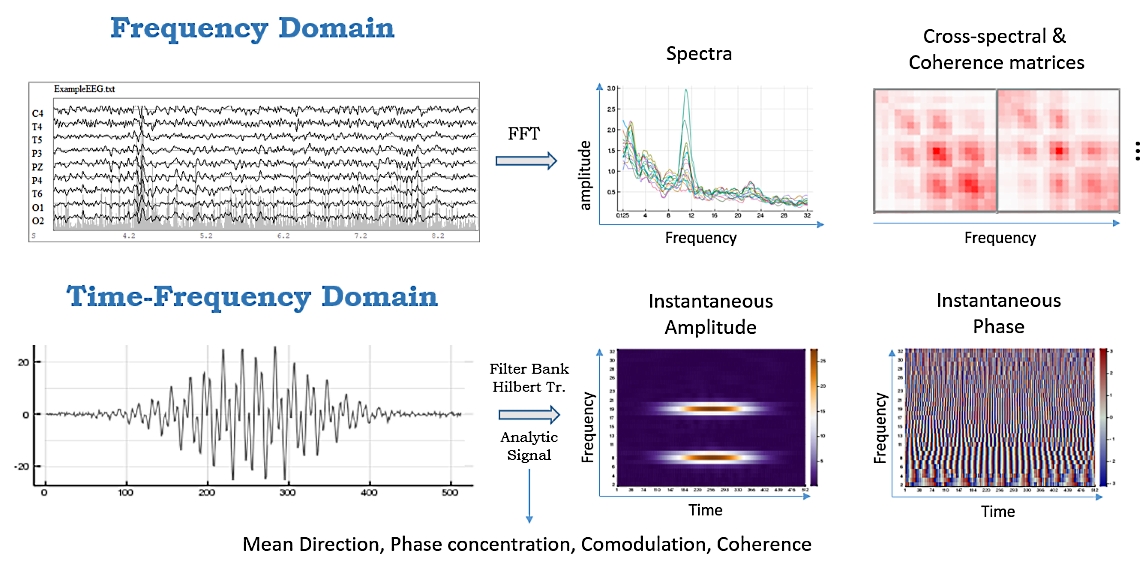 Frequency Domain
ExampleEEG.txt
C4
T4
T5
P3
PZ
P4
T6
O1
O2
S 4.2 5.2 6.2 7.2 8.2
FFT
Spectra
amplitude
3.0
2.5
2.0
1.5
1.0
0.5
0.125 4 8 12 16 20 24 28 32
Frequency
Cross-spectral &
Coherence matrices
Frequency
Time-Frequency Domain
20
0
-20
0 100 200 300 400 500
Filter Bank
Hilbert Tr.
Analytic
Signal
Instantaneous
Amplitude
Frequency
Time
Instantaneous
Phase
Frequency
Time
Mean Direction, Phase concentration, Comodulation, Coherence